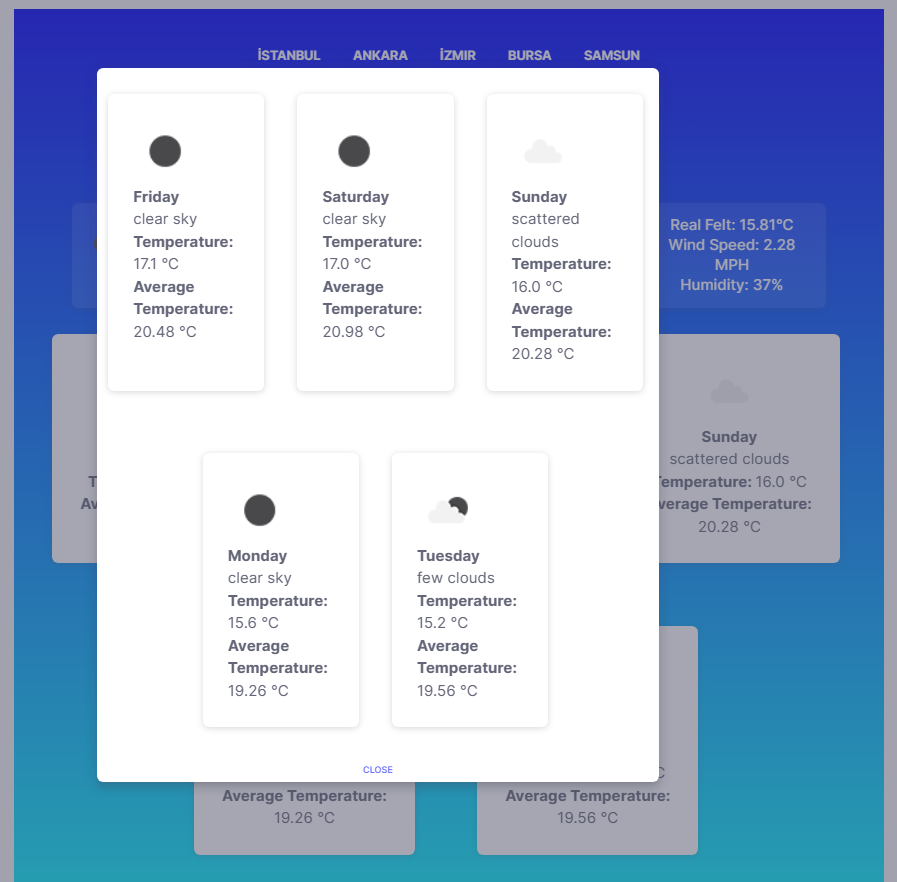 İSTANBUL ANKARA İZMIR BURSA SAMSUN
Friday
clear sky
Temperature:
17.1 °C
Average
Temperature:
20.48 °C
Saturday
clear sky
Temperature:
17.0 °C
Average
Temperature:
20.98 °C
Sunday
scattered
clouds
Temperature:
16.0 °C
Average
Temperature:
20.28 °C
Monday
clear sky
Temperature:
15.6 °C
Average
Temperature:
19.26 °C
Tuesday
few clouds
Temperature:
15.2 °C
Average
Temperature:
19.56 °C
CLOSE
Real Felt: 15.81°C
Wind Speed: 2.28
MPH
Humidity: 37%
Sunday
scattered clouds
16.0 °C
Temperature:
20.28 °C
Average Temperature:
19.26 °C
Average Temperature:
19.56 °C